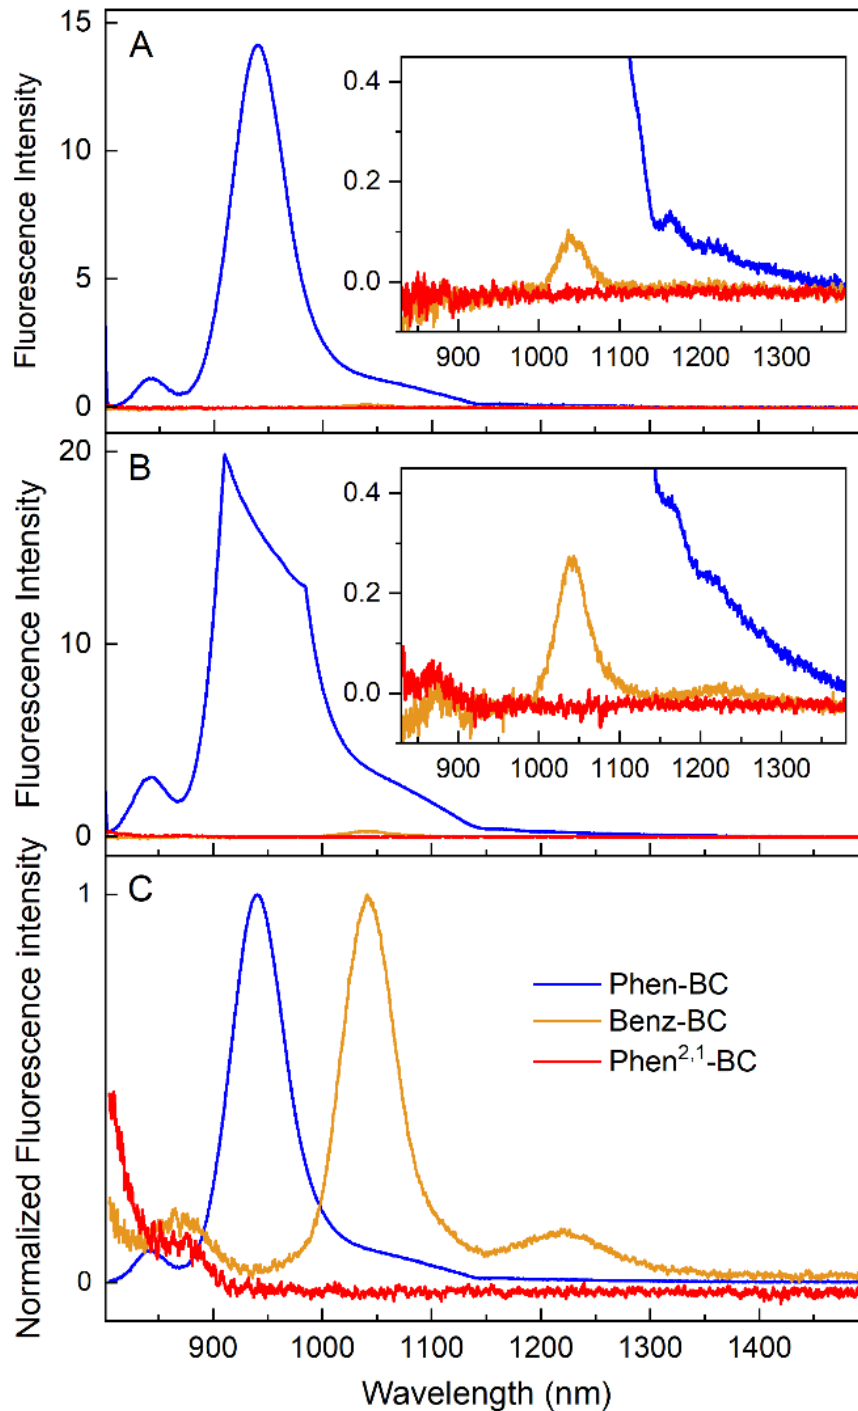 A
Fluorescence Intensity
15
10
5
0
0.4
0.2
0.0
900 1000 1100 1200 1300
B
Fluorescence Intensity
20
10
0
0.4
0.2
0.0
900 1000 1100 1200 1300
C
Normalized Fluorescence intensity
1
0
Phen-BC
Benz-BC
Phen²,¹-BC
900 1000 1100 1200 1300 1400
Wavelength (nm)